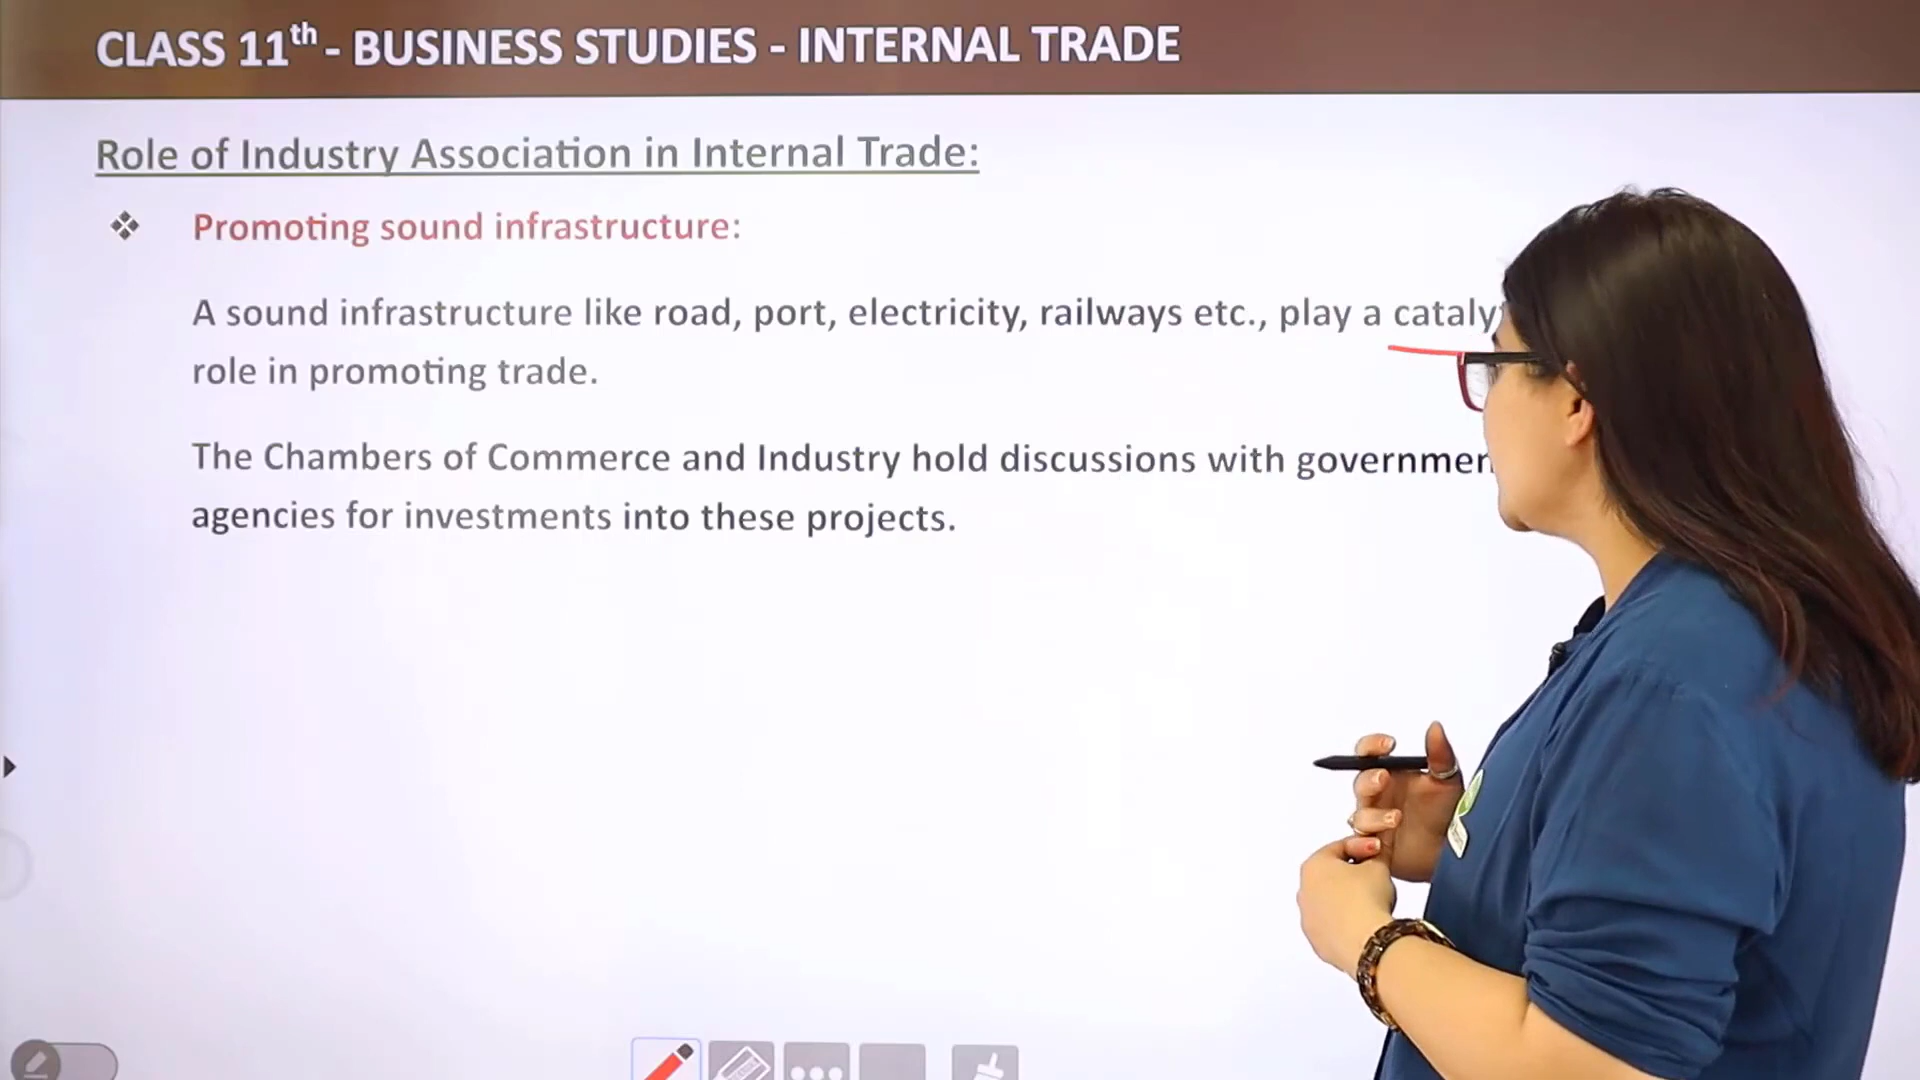 CLASS 11th - BUSINESS STUDIES - INTERNAL TRADE
Role of Industry Association in Internal Trade:
❖ Promoting sound infrastructure:
A sound infrastructure like road, port, electricity, railways etc., play a
role in promoting trade.
The Chambers of Commerce and Industry hold discussions with
agencies for investments into these projects.